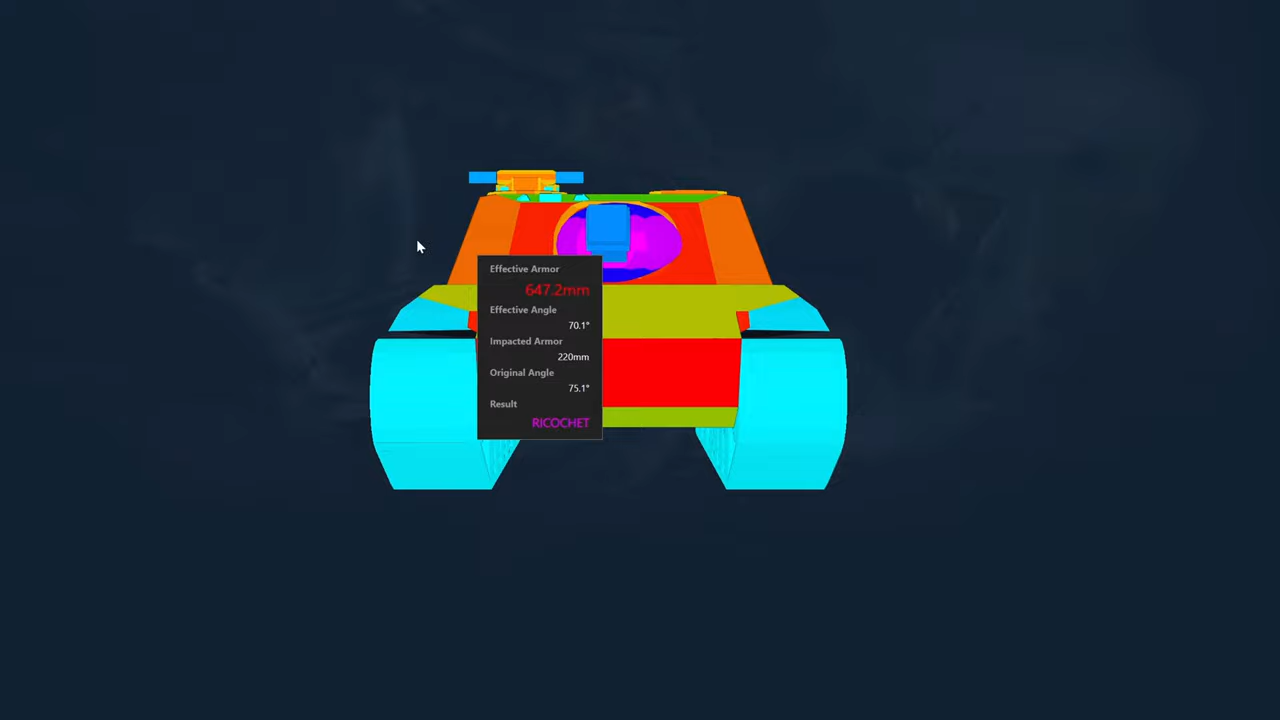 Effective Armor
647.2mm
Effective Angle
70.1°
Impacted Armor
220mm
Original Angle
75.1°
Result
RICOCHET